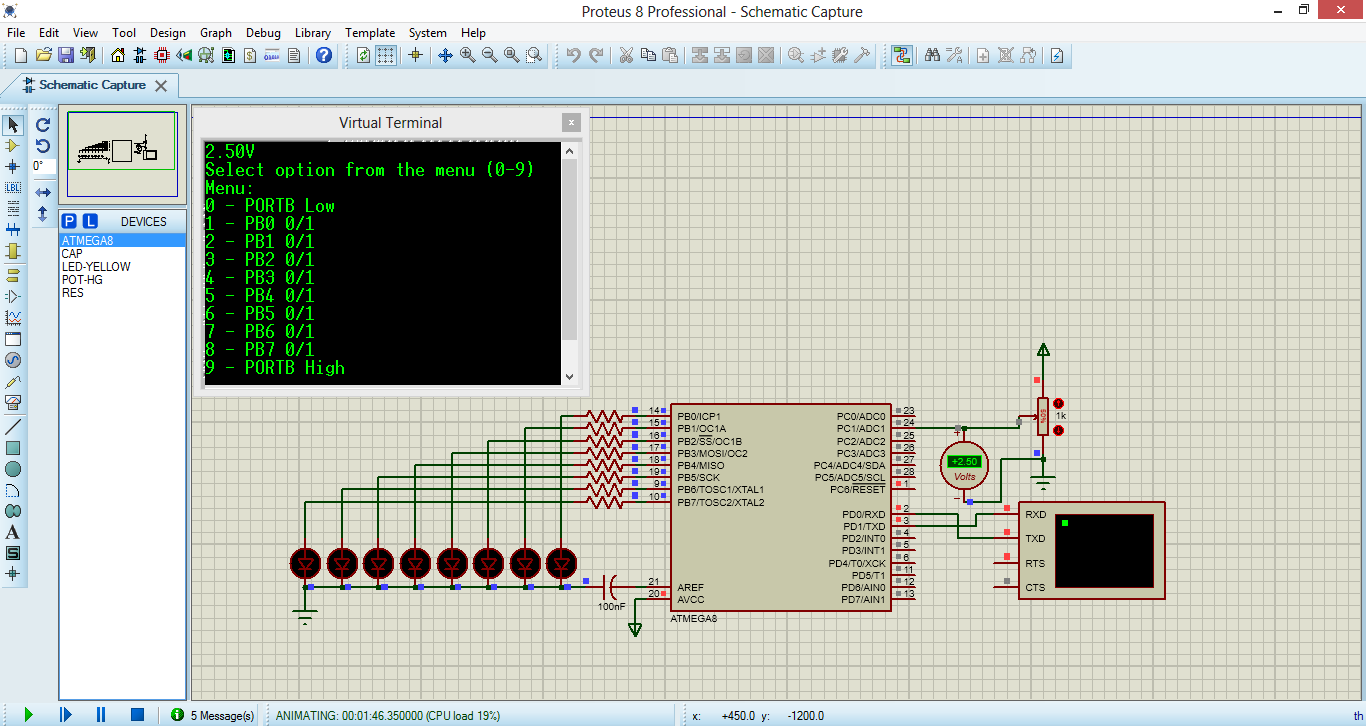 Proteus 8 Professional - Schematic Capture
File Edit View Tool Design Graph Debug Library Template System Help
Schematic Capture
0°
P L DEVICES
ATMEGA8
CAP
LED-YELLOW
POT-HG
RES
LBL
A
S
Virtual Terminal
2.50V
Select option from the menu (0-9)
Menu:
0 - PORTB Low
1 - PB0 0/1
2 - PB1 0/1
3 - PB2 0/1
4 - PB3 0/1
5 - PB4 0/1
6 - PB5 0/1
7 - PB6 0/1
8 - PB7 0/1
9 - PORTB High
14 PB0/ICP1 PC0/ADC0 23
15 PB1/OC1A PC1/ADC1 24
16 PB2/SS/OC1B PC2/ADC2 25
17 PB3/MOSI/OC2 PC3/ADC3 26
18 PB4/MISO PC4/ADC4/SDA 27
19 PB5/SCK PC5/ADC5/SCL 28
9 PB6/TOSC1/XTAL1 PC6/RESET 1
10 PB7/TOSC2/XTAL2
PD0/RXD 2
PD1/TXD 3
PD2/INT0 4
PD3/INT1 5
PD4/T0/XCK 6
PD5/T1 11
21 AREF PD6/AIN0 12
20 AVCC PD7/AIN1 13
ATMEGA8
100nF
+
+2.50
Volts
-
1k
RXD
TXD
RTS
CTS
5 Message(s)
ANIMATING: 00:01:46.350000 (CPU load 19%)
x: +450.0 y: -1200.0 th